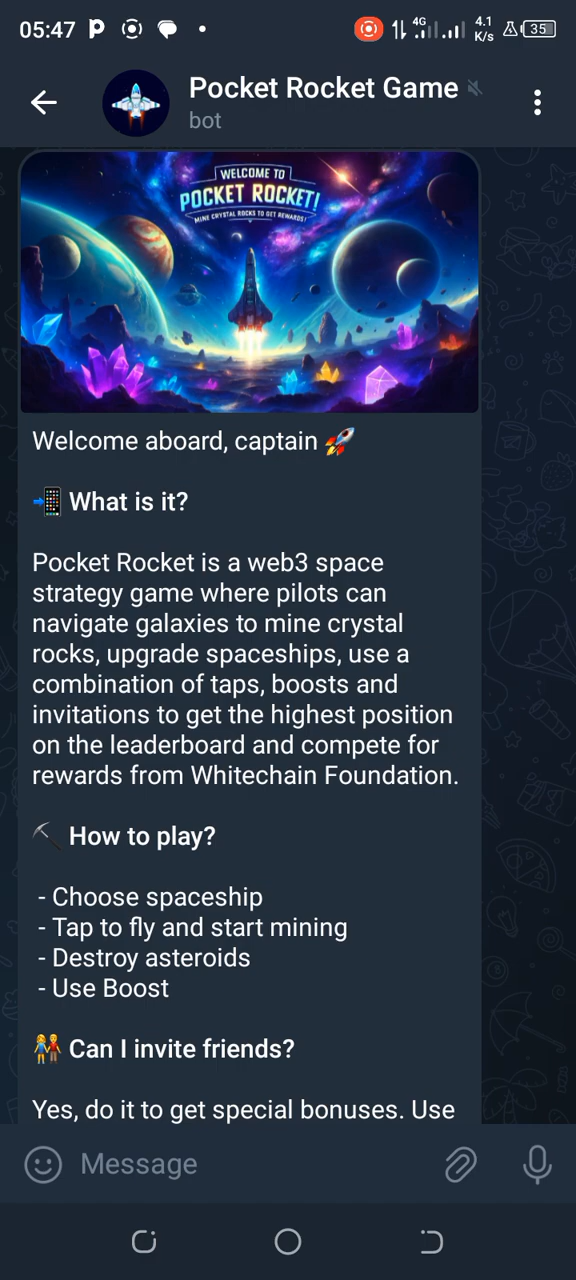 05:47
4G
4.1
K/s
35
Pocket Rocket Game
bot
WELCOME TO
POCKET ROCKET!
MINE CRYSTAL ROCKS TO GET REWARDS!
Welcome aboard, captain 🚀
📲 What is it?
Pocket Rocket is a web3 space
strategy game where pilots can
navigate galaxies to mine crystal
rocks, upgrade spaceships, use a
combination of taps, boosts and
invitations to get the highest position
on the leaderboard and compete for
rewards from Whitechain Foundation.
⛏ How to play?
- Choose spaceship
- Tap to fly and start mining
- Destroy asteroids
- Use Boost
👫 Can I invite friends?
Yes, do it to get special bonuses. Use
Message